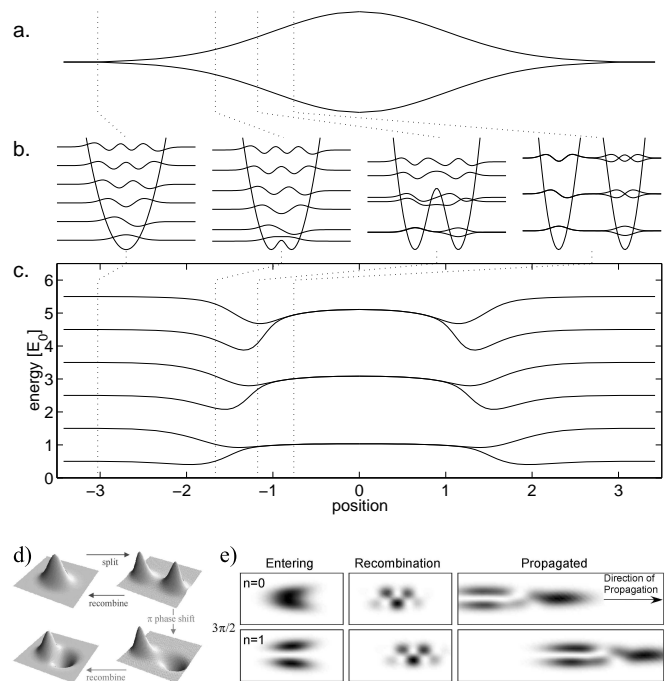 a.
b.
c.
6
5
4
3
2
1
0
energy [E0]
−3 −2 −1 0 1 2 3
position
d)
split
recombine
π phase shift
recombine
e)
Entering Recombination Propagated
n=0
Direction of
Propagation
3π/2
n=1